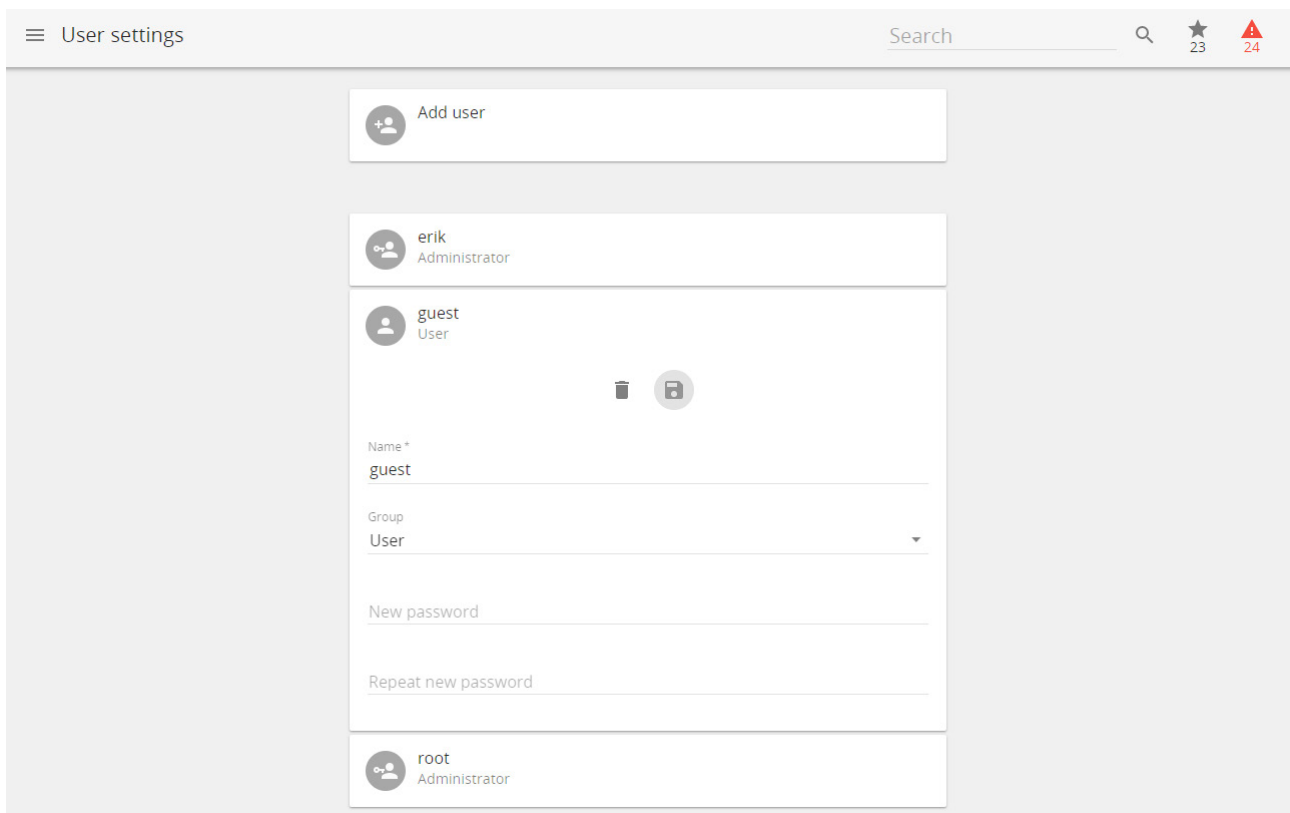 User settings
Search
23
24
Add user
erik
Administrator
guest
User
Name *
guest
Group
User
New password
Repeat new password
root
Administrator